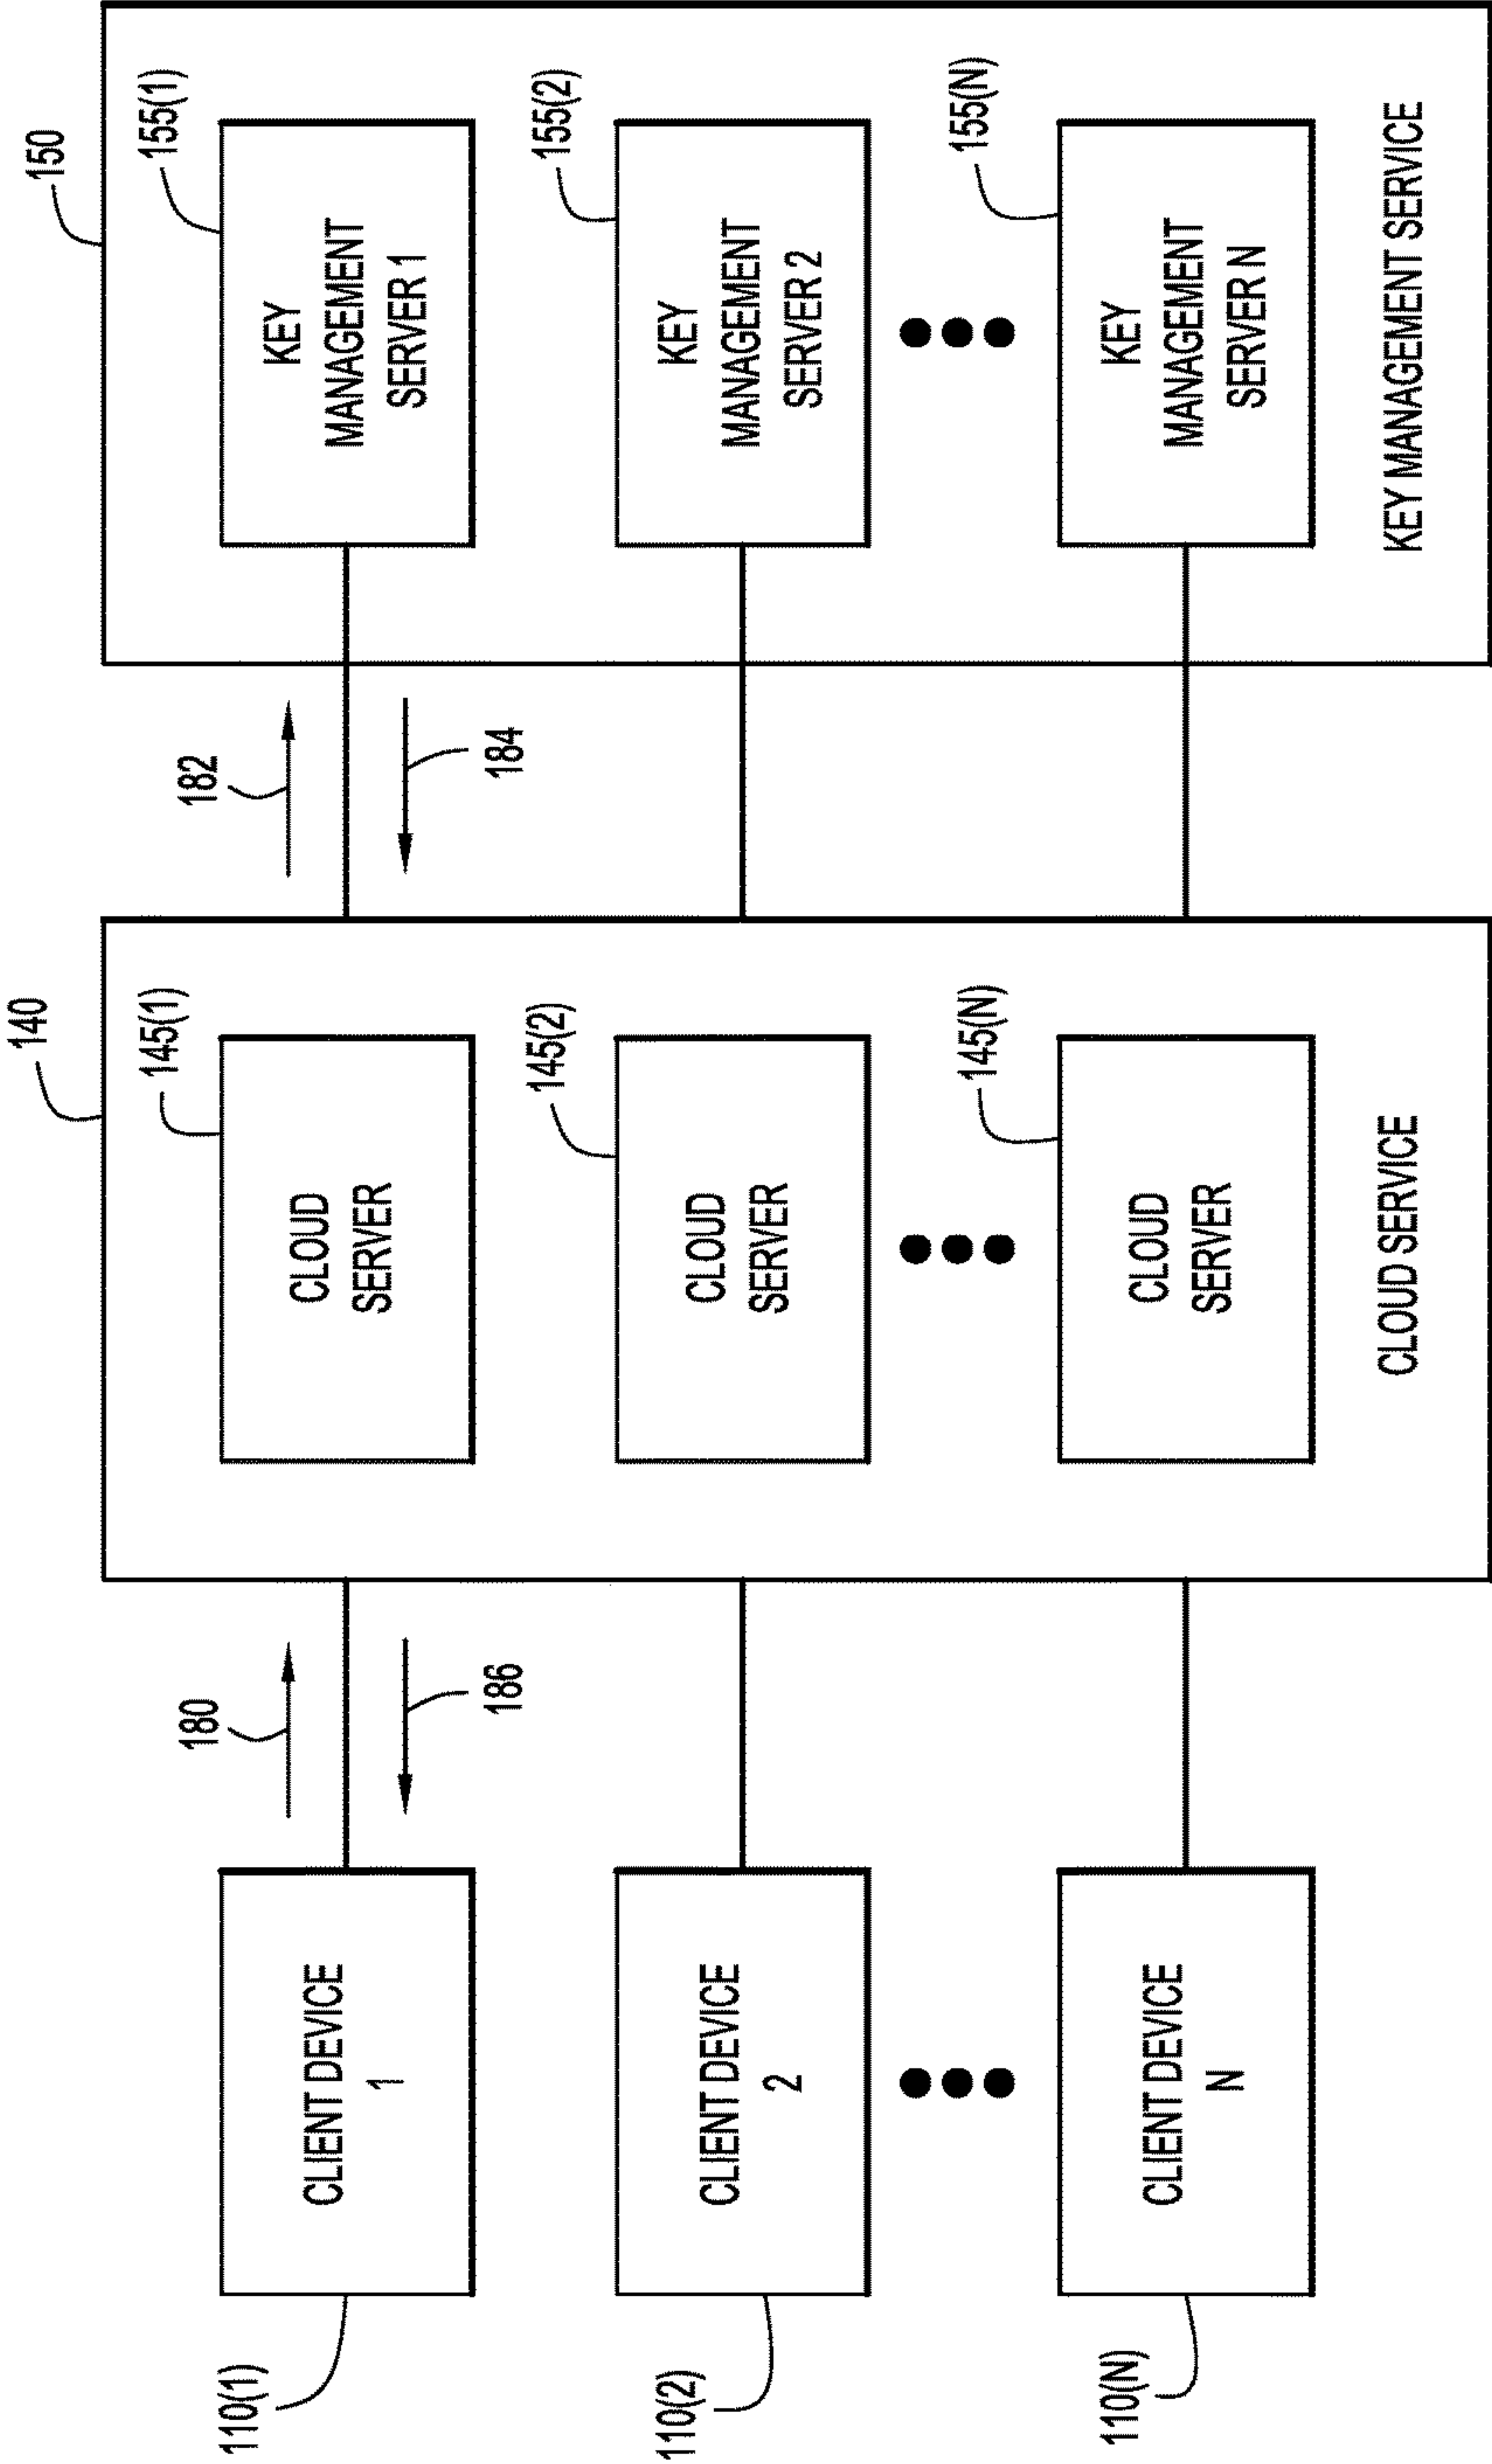 110(1)
CLIENT DEVICE
1
110(2)
CLIENT DEVICE
2
110(N)
CLIENT DEVICE
N
180
186
140
145(1)
CLOUD
SERVER
145(2)
CLOUD
SERVER
145(N)
CLOUD
SERVER
CLOUD SERVICE
182
184
150
155(1)
KEY
MANAGEMENT
SERVER 1
155(2)
KEY
MANAGEMENT
SERVER 2
155(N)
KEY
MANAGEMENT
SERVER N
KEY MANAGEMENT SERVICE